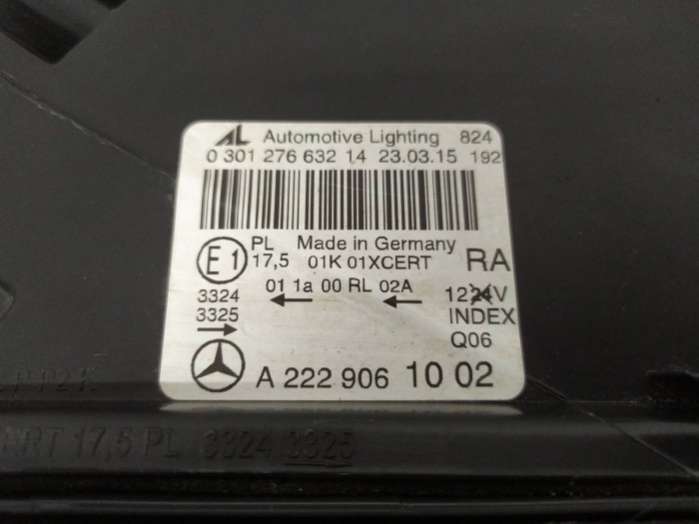 AL Automotive Lighting 824
0 301 276 632 14 23.03.15 192
PL Made in Germany
E1 17,5 01K 01XCERT RA
01 1a 00 RL 02A
3324 ← ← 1224V
3325 INDEX
→ Q06
A 222 906 10 02
ERT 17,5 PL 3324 3325